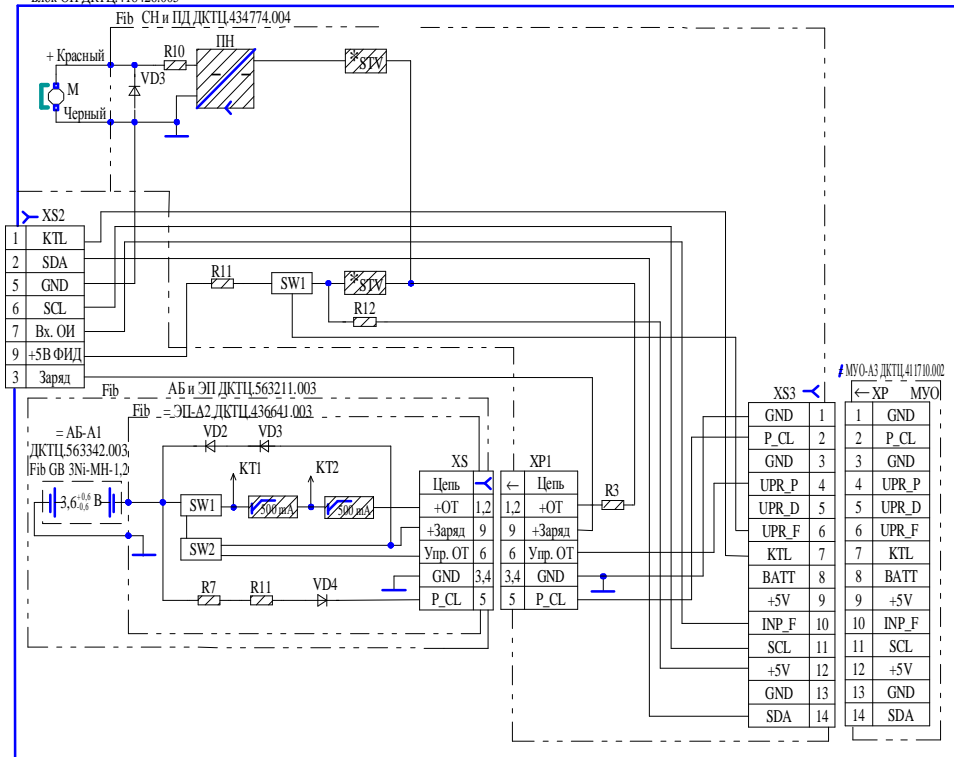 Fib СН и ПД ДКТЦ.434774.004
+ Красный
R10
ПН
VD3
М
Черный
*STV
XS2
1 KTL
2 SDA
5 GND
6 SCL
7 Вх. ОИ
9 +5В ФИД
3 Заряд
R11
SW1
*STV
R12
Fib АБ и ЭП ДКТЦ.563211.003
Fib = ЭП-А2 ДКТЦ.436641.003
= АБ-А1
ДКТЦ.563342.003
Fib GB 3Ni-MH-1,2
3,6 +0,6 -0,6 В
VD2
VD3
SW1
KT1
500 mA
KT2
500 mA
SW2
R7
R11
VD4
XS
Цепь
+ОТ 1,2
+Заряд 9
Упр. ОТ 6
GND 3,4
P_CL 5
XP1
← Цепь
1,2 +ОТ
9 +Заряд
6 Упр. ОТ
3,4 GND
5 P_CL
R3
XS3
GND 1
P_CL 2
GND 3
UPR_P 4
UPR_D 5
UPR_F 6
KTL 7
BATT 8
+5V 9
INP_F 10
SCL 11
+5V 12
GND 13
SDA 14
МУО-А3 ДКТЦ.411710.002
← XP МУО
1 GND
2 P_CL
3 GND
4 UPR_P
5 UPR_D
6 UPR_F
7 KTL
8 BATT
9 +5V
10 INP_F
11 SCL
12 +5V
13 GND
14 SDA